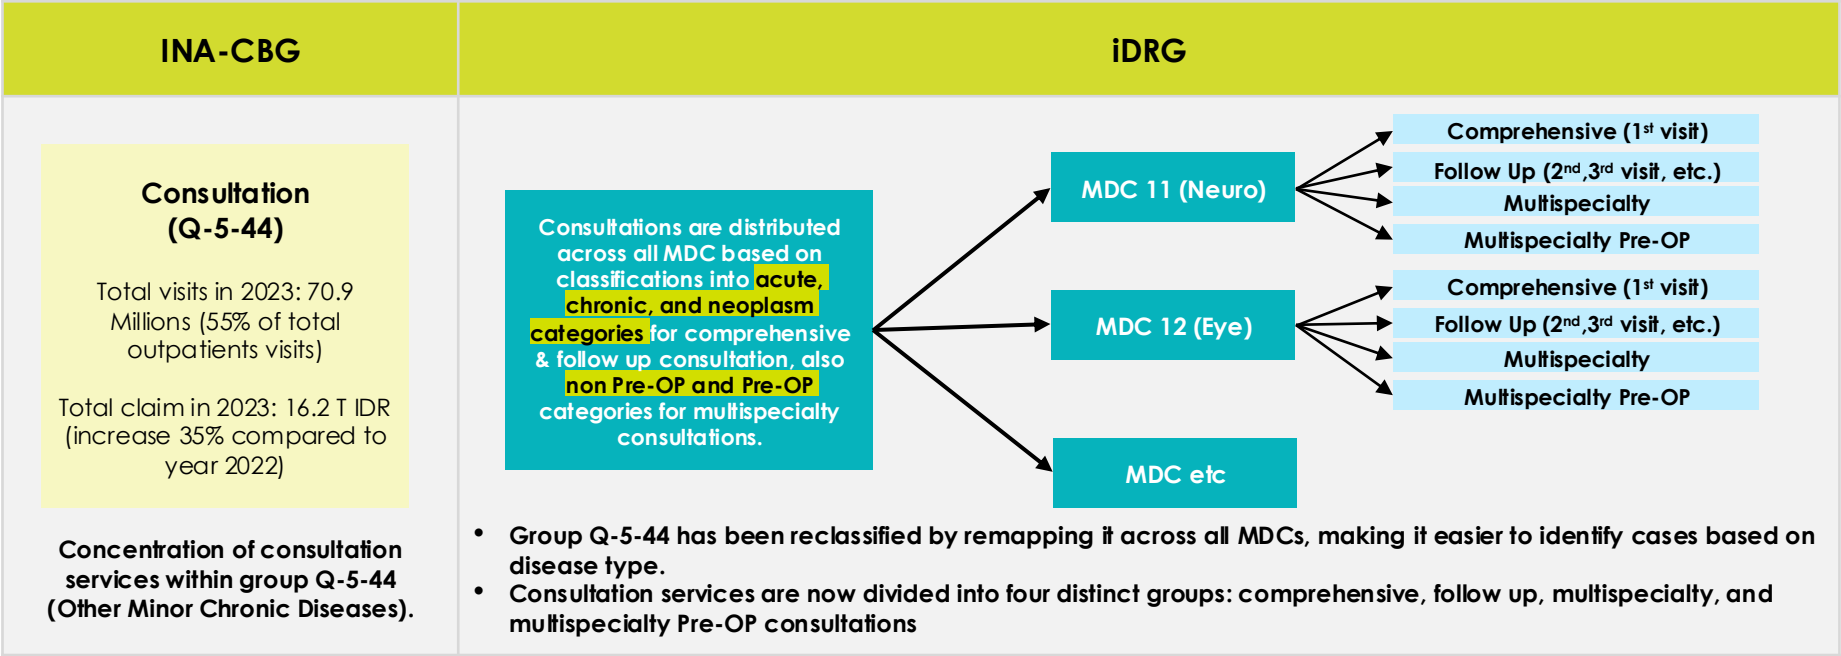 INA-CBG
iDRG
Consultation
(Q-5-44)
Total visits in 2023: 70.9
Millions (55% of total
outpatients visits)
Total claim in 2023: 16.2 T IDR
(increase 35% compared to
year 2022)
Concentration of consultation
services within group Q-5-44
(Other Minor Chronic Diseases).
Consultations are distributed
across all MDC based on
classifications into acute,
chronic, and neoplasm
categories for comprehensive
& follow up consultation, also
non Pre-OP and Pre-OP
categories for multispecialty
consultations.
MDC 11 (Neuro)
Comprehensive (1st visit)
Follow Up (2nd,3rd visit, etc.)
Multispecialty
Multispecialty Pre-OP
MDC 12 (Eye)
Comprehensive (1st visit)
Follow Up (2nd,3rd visit, etc.)
Multispecialty
Multispecialty Pre-OP
MDC etc
• Group Q-5-44 has been reclassified by remapping it across all MDCs, making it easier to identify cases based on
disease type.
• Consultation services are now divided into four distinct groups: comprehensive, follow up, multispecialty, and
multispecialty Pre-OP consultations